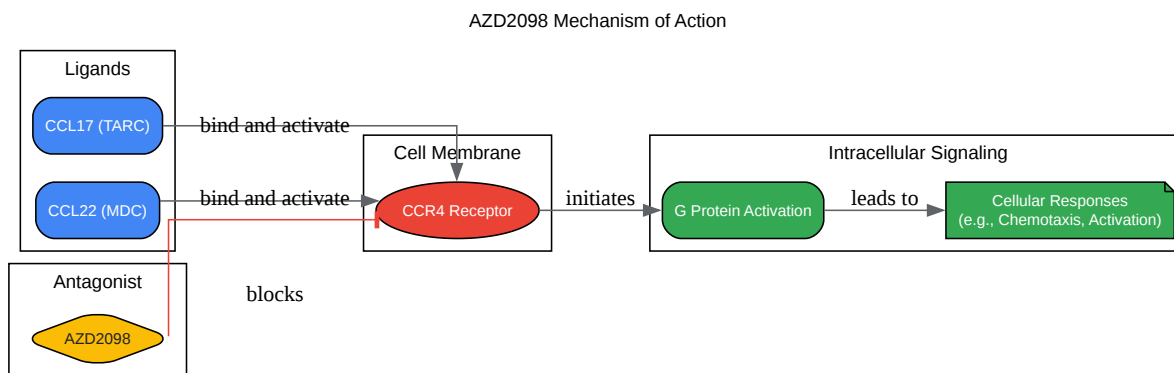 AZD2098 Mechanism of Action
Ligands
CCL17 (TARC)
bind and activate
Cell Membrane
Intracellular Signaling
CCL22 (MDC)
bind and activate
CCR4 Receptor
initiates
G Protein Activation
leads to
Cellular Responses
(e.g., Chemotaxis, Activation)
Antagonist
blocks
AZD2098